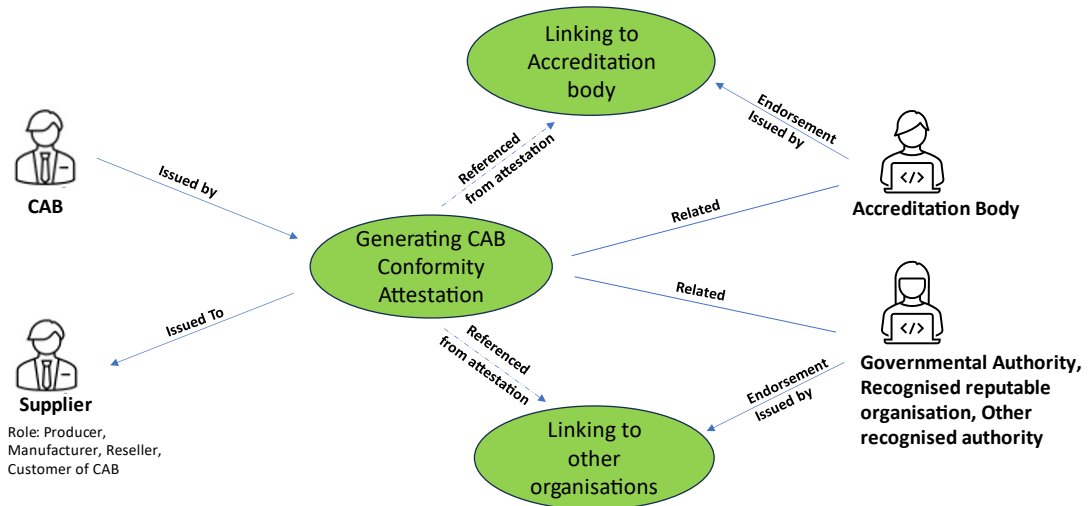 Linking to
Accreditation
body
CAB
Issued by
Referenced
from attestation
Endorsement
Issued by
Accreditation Body
Related
Generating CAB
Conformity
Attestation
Related
Issued To
Supplier
Role: Producer,
Manufacturer, Reseller,
Customer of CAB
Referenced
from attestation
Endorsement
Issued by
Governmental Authority,
Recognised reputable
organisation, Other
recognised authority
Linking to
other
organisations